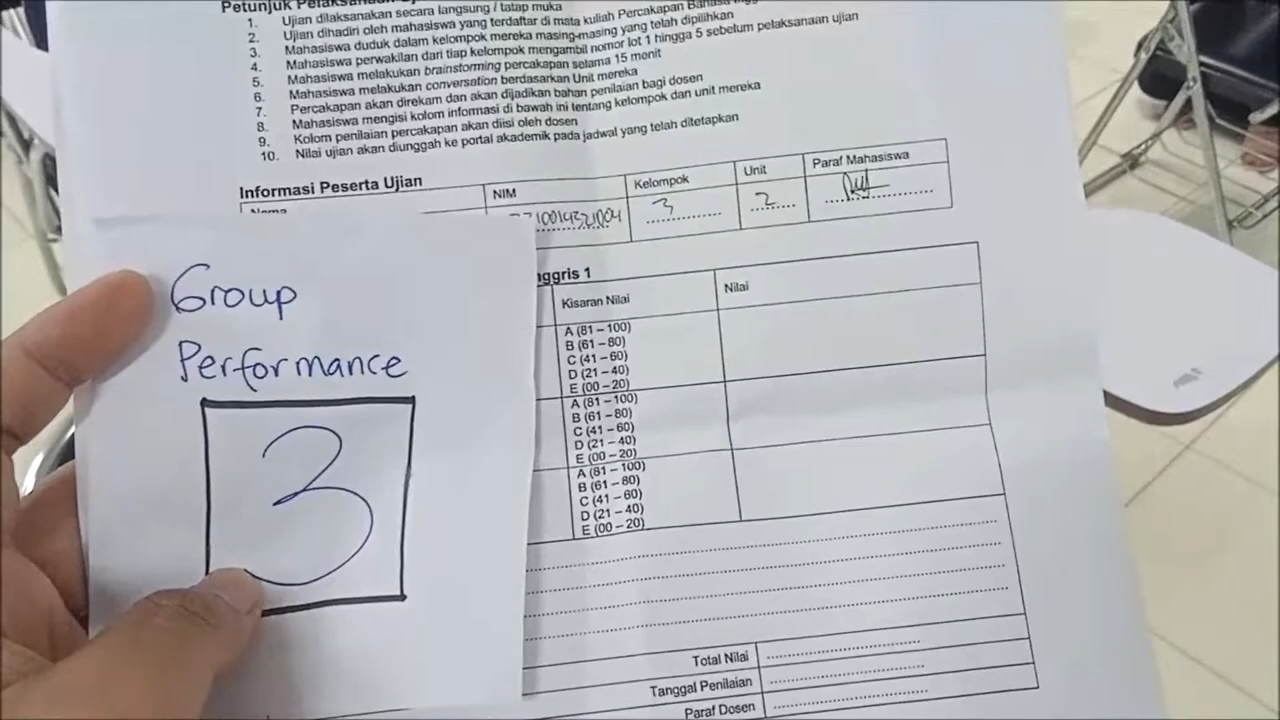 Petunjuk Pelaksanaan
1. Ujian dilaksanakan secara langsung / tatap muka
2. Ujian dihadiri oleh mahasiswa yang terdaftar di mata kuliah Percakapan Bahasa
3. Mahasiswa duduk dalam kelompok mereka masing-masing yang telah dipilihkan
4. Mahasiswa perwakilan dari tiap kelompok mengambil nomor lot 1 hingga 5 sebelum pelaksanaan ujian
5. Mahasiswa melakukan brainstorming percakapan selama 15 menit
6. Mahasiswa melakukan conversation berdasarkan Unit mereka
7. Percakapan akan direkam dan akan dijadikan bahan penilaian bagi dosen
8. Mahasiswa mengisi kolom informasi di bawah ini tentang kelompok dan unit mereka
9. Kolom penilaian percakapan akan diisi oleh dosen
10. Nilai ujian akan diunggah ke portal akademik pada jadwal yang telah ditetapkan
Informasi Peserta Ujian
Nama NIM Kelompok Unit Paraf Mahasiswa
3 2
Group
Performance
3
nggris 1
Kisaran Nilai Nilai
A (81 – 100)
B (61 – 80)
C (41 – 60)
D (21 – 40)
E (00 – 20)
A (81 – 100)
B (61 – 80)
C (41 – 60)
D (21 – 40)
E (00 – 20)
A (81 – 100)
B (61 – 80)
C (41 – 60)
D (21 – 40)
E (00 – 20)
Total Nilai
Tanggal Penilaian
Paraf Dosen